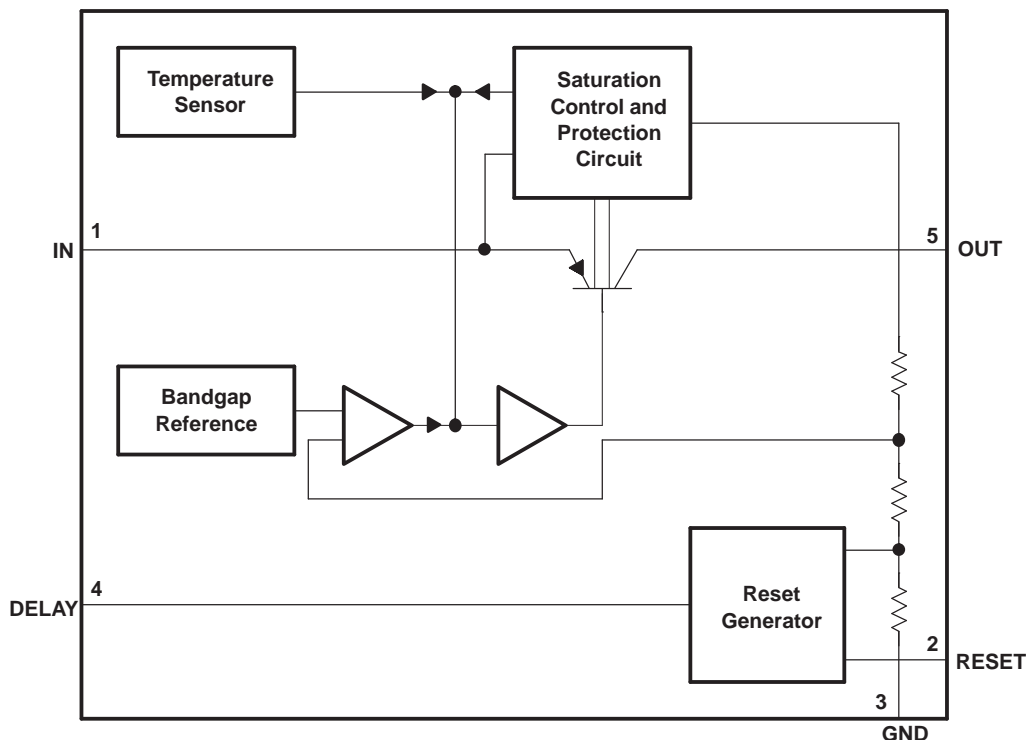 Temperature
Sensor
Saturation
Control and
Protection
Circuit
1
IN
5
OUT
Bandgap
Reference
4
DELAY
Reset
Generator
2
RESET
3
GND